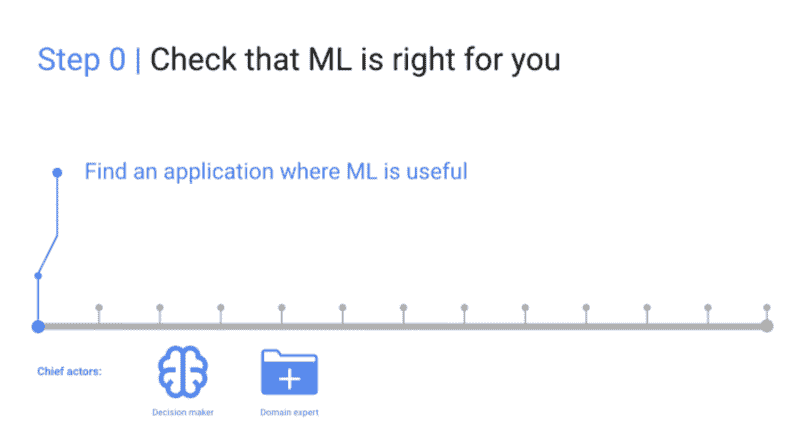 Step 0 | Check that ML is right for you
Find an application where ML is useful
Chief actors:
Decision maker
Domain expert